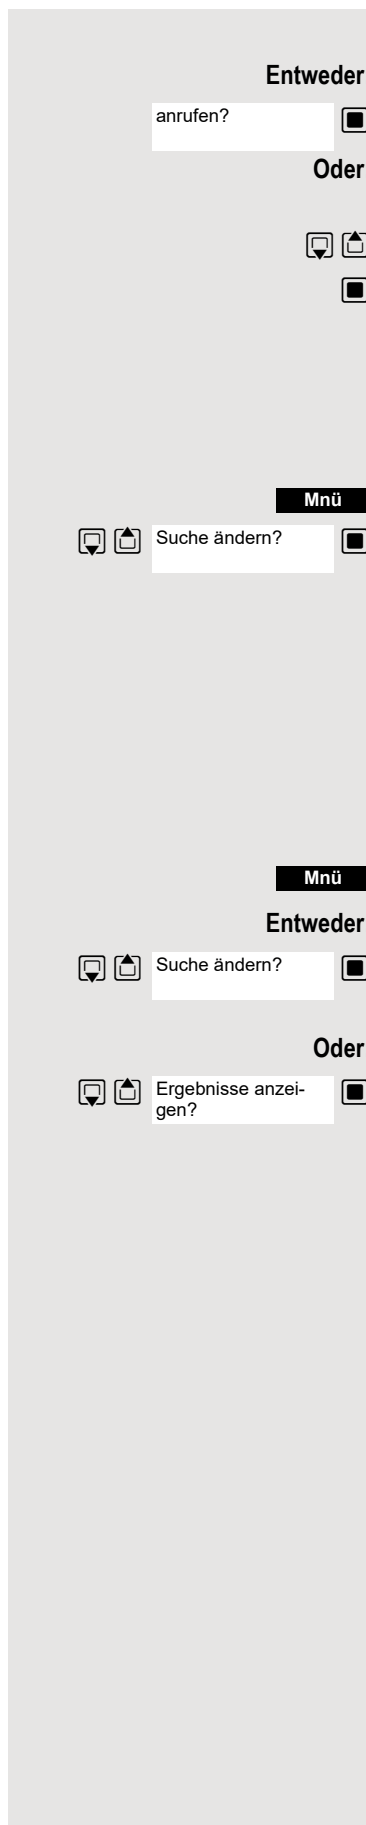 Entweder
anrufen?
Oder
Mnü
Suche ändern?
Mnü
Entweder
Suche ändern?
Oder
Ergebnisse anzei-
gen?